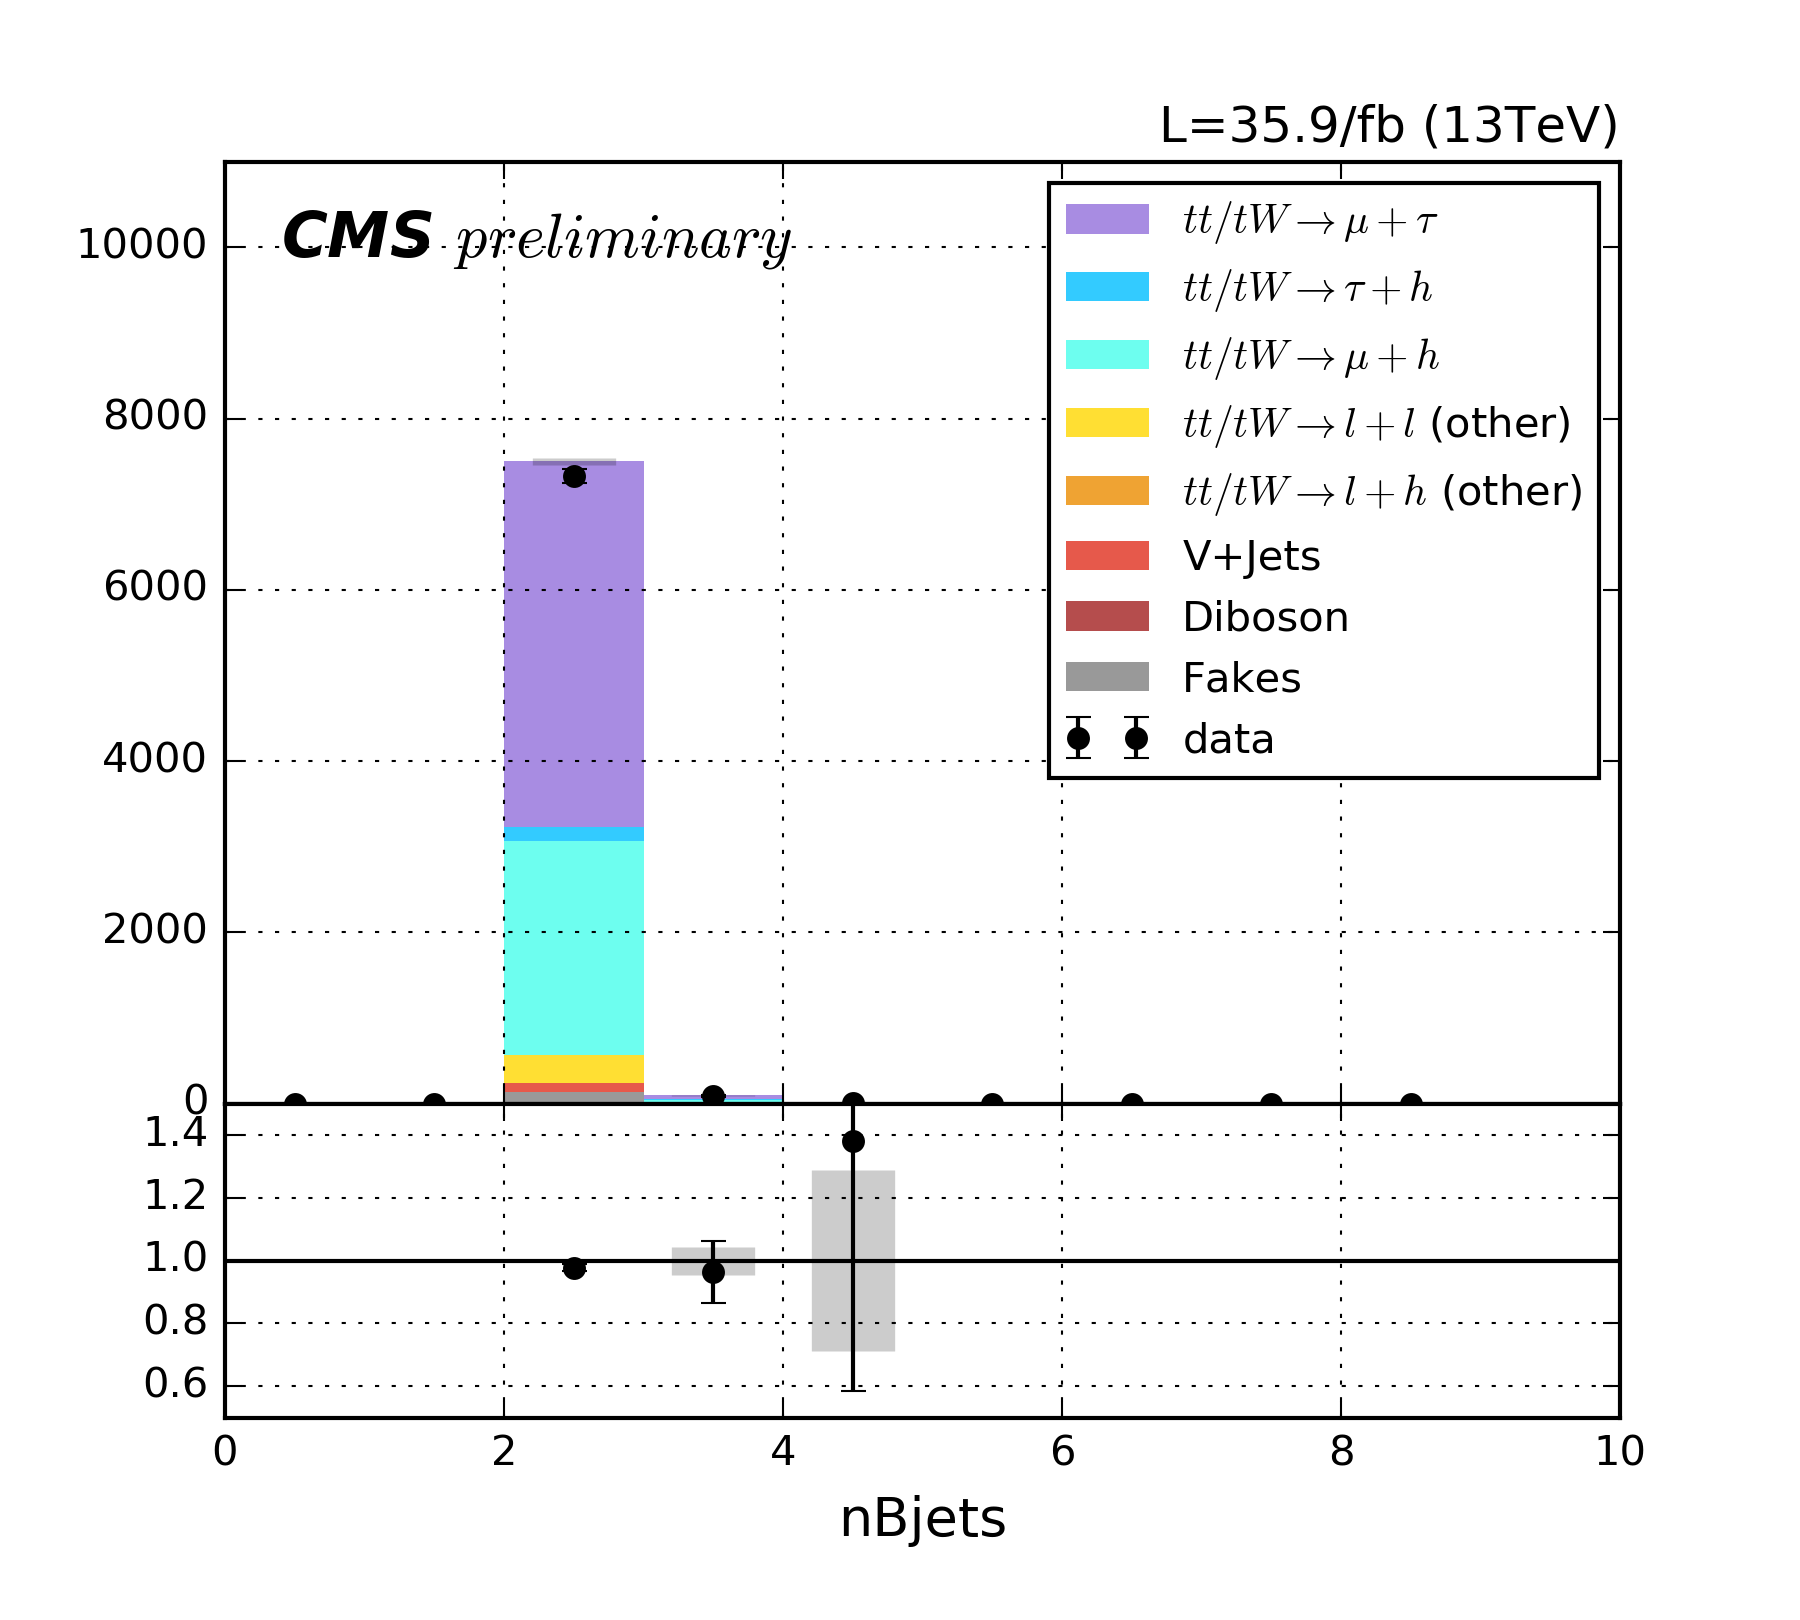 L=35.9/fb (13TeV)
CMS preliminary
10000
8000
6000
4000
2000
0
tt/tW → μ + τ
tt/tW → τ + h
tt/tW → μ + h
tt/tW → l + l (other)
tt/tW → l + h (other)
V+Jets
Diboson
Fakes
data
1.4
1.2
1.0
0.8
0.6
0 2 4 6 8 10
nBjets